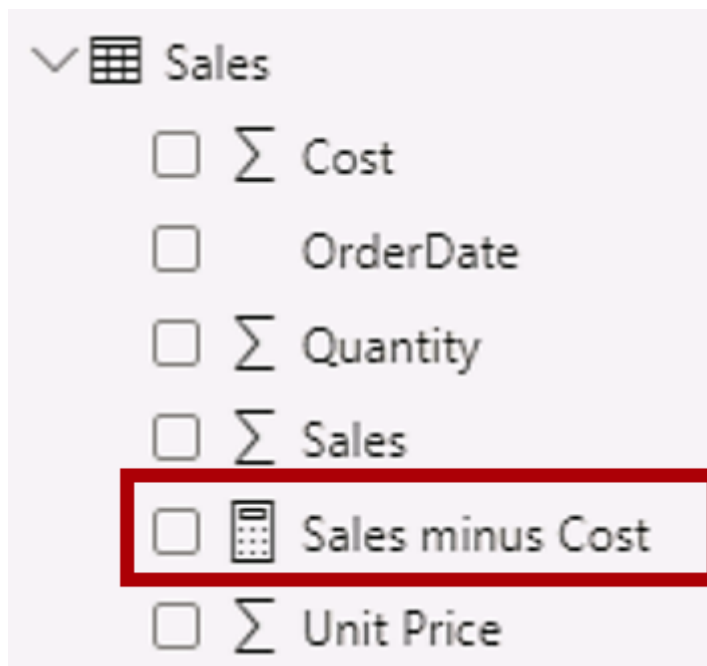 Sales
Cost
OrderDate
Quantity
Sales
Sales minus Cost
Unit Price